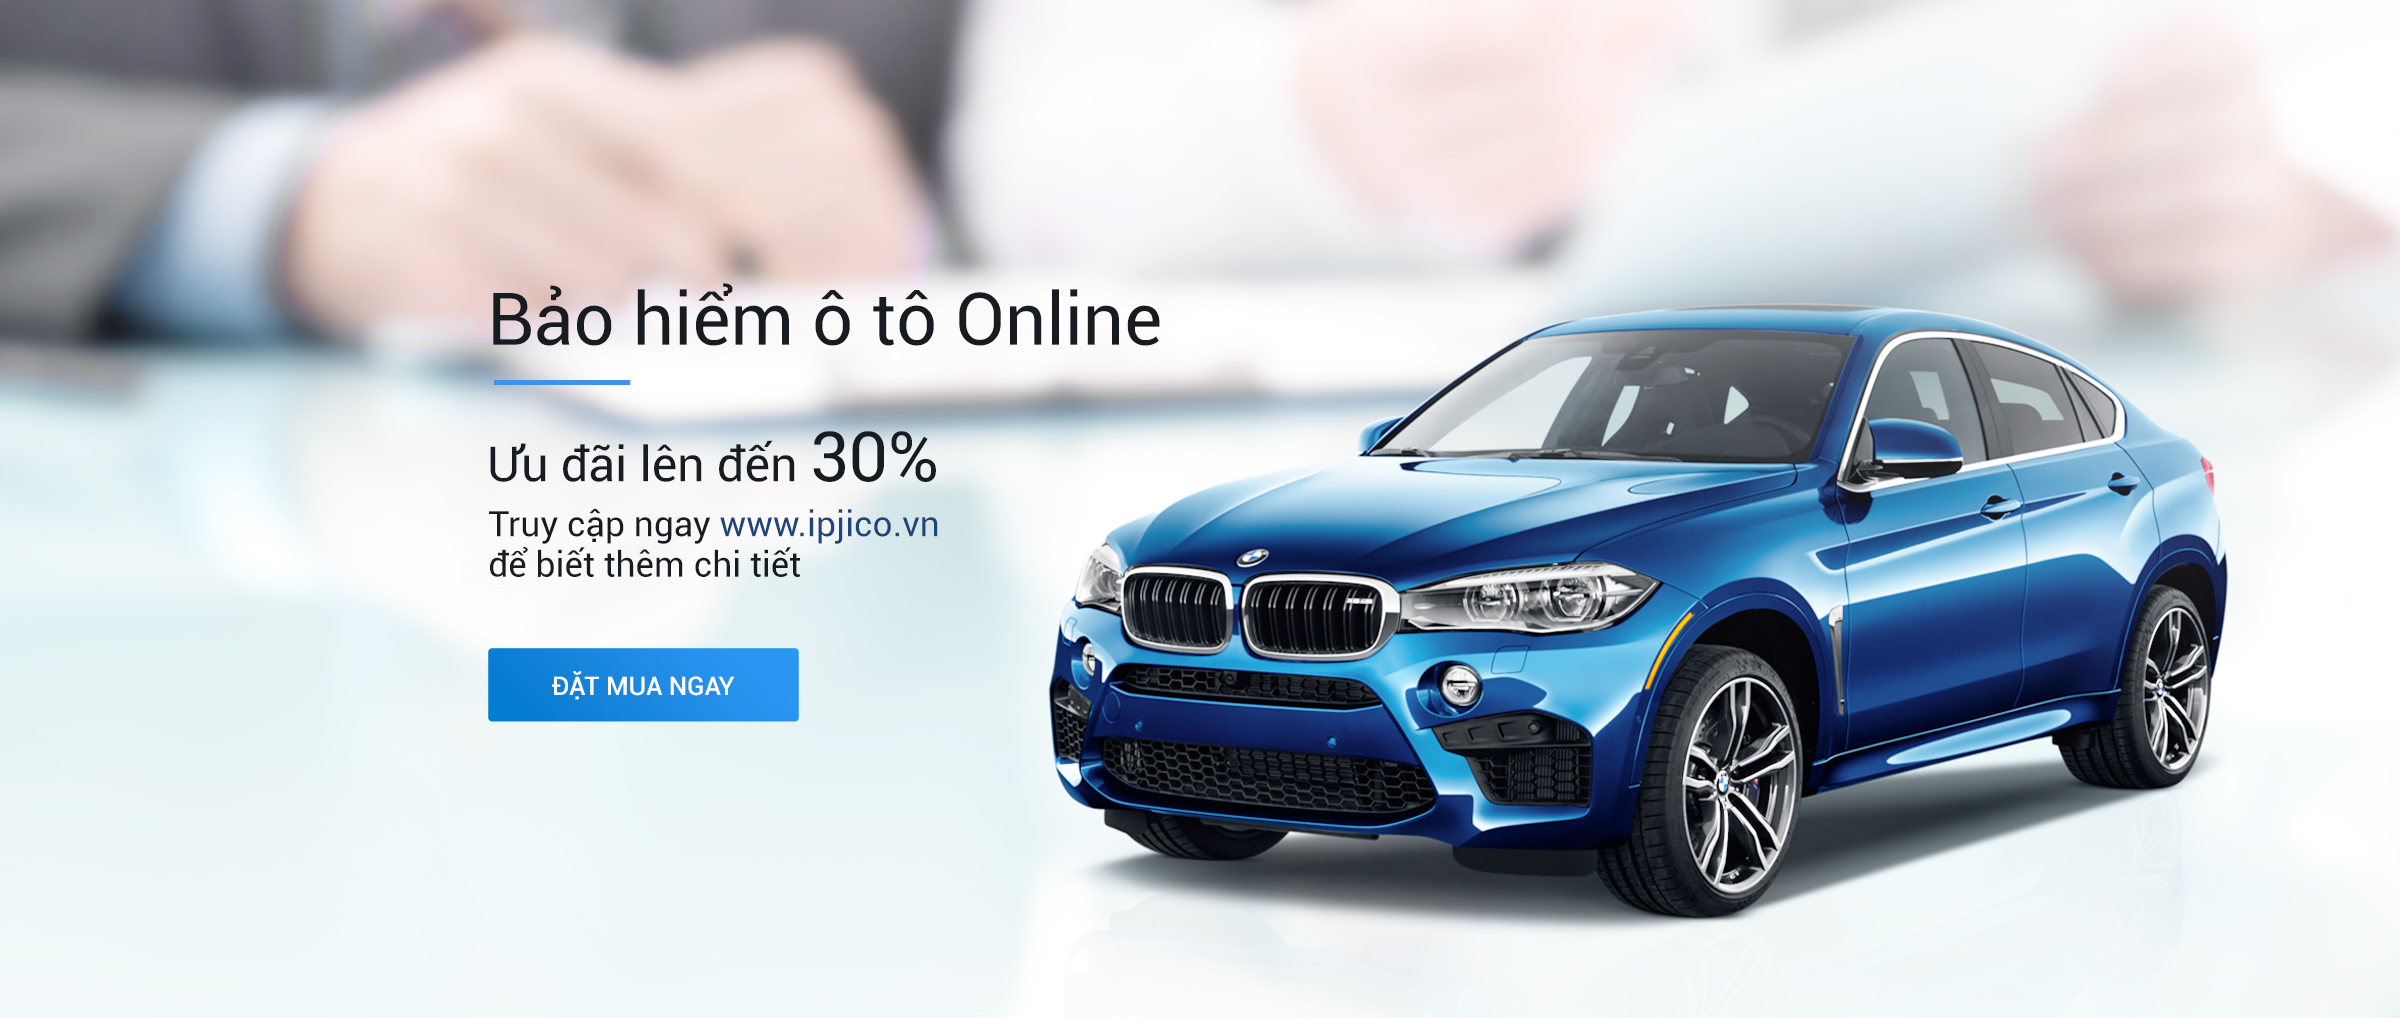 Bảo hiểm ô tô Online
Ưu đãi lên đến 30%
Truy cập ngay www.ipjico.vn
để biết thêm chi tiết
ĐẶT MUA NGAY